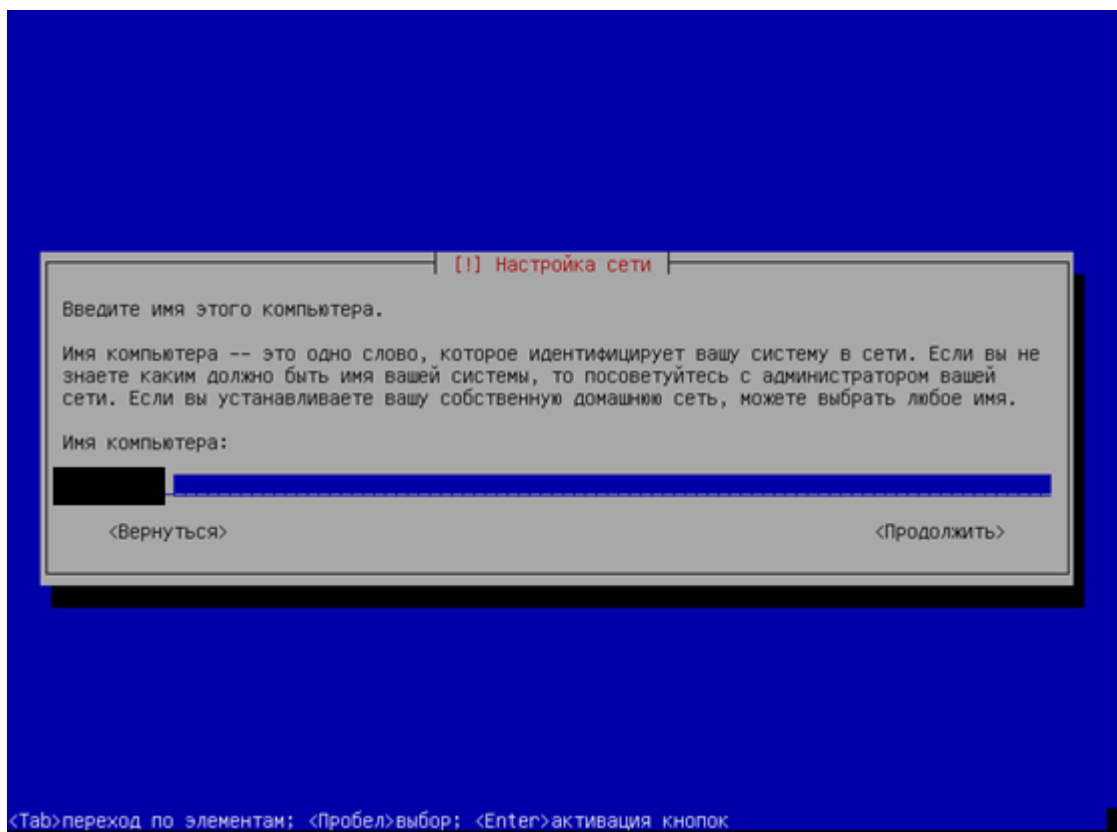 [!] Настройка сети
Введите имя этого компьютера.
Имя компьютера -- это одно слово, которое идентифицирует вашу систему в сети. Если вы не
знаете каким должно быть имя вашей системы, то посоветуйтесь с администратором вашей
сети. Если вы устанавливаете вашу собственную домашнюю сеть, можете выбрать любое имя.
Имя компьютера:
<Вернуться> <Продолжить>
<Tab>переход по элементам; <Пробел>выбор; <Enter>активация кнопок